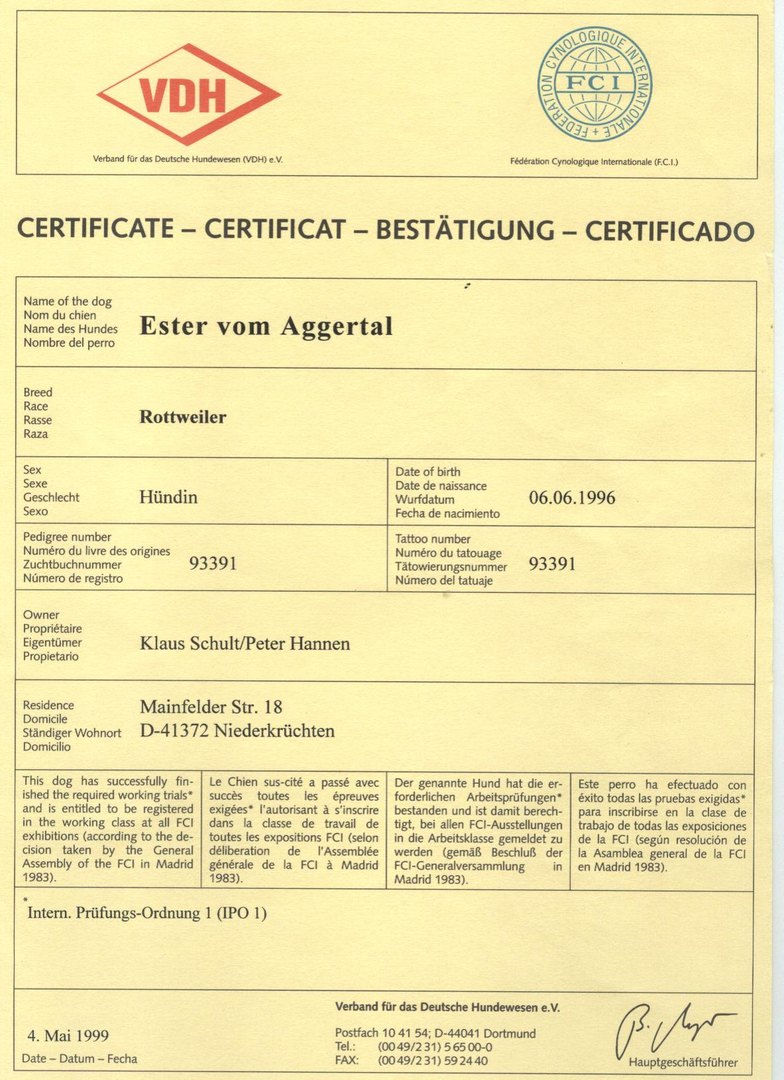 VDH
Verband für das Deutsche Hundewesen (VDH) e.V.
FEDERATION CYNOLOGIQUE INTERNATIONALE +
FCI
Fédération Cynologique Internationale (F.C.I.)
CERTIFICATE – CERTIFICAT – BESTÄTIGUNG – CERTIFICADO
Name of the dog
Nom du chien
Name des Hundes
Nombre del perro
Ester vom Aggertal
Breed
Race
Rasse
Raza
Rottweiler
Sex
Sexe
Geschlecht
Sexo
Hündin
Date of birth
Date de naissance
Wurfdatum
Fecha de nacimiento
06.06.1996
Pedigree number
Numéro du livre des origines
Zuchtbuchnummer
Número de registro
93391
Tattoo number
Numéro du tatouage
Tätowierungsnummer
Número del tatuaje
93391
Owner
Propriétaire
Eigentümer
Propietario
Klaus Schult/Peter Hannen
Residence
Domicile
Ständiger Wohnort
Domicilio
Mainfelder Str. 18
D-41372 Niederkrüchten
This dog has successfully fin-
ished the required working trials*
and is entitled to be registered
in the working class at all FCI
exhibitions (according to the de-
cision taken by the General
Assembly of the FCI in Madrid
1983).
Le Chien sus-cité a passé avec
succès toutes les épreuves
exigées* l'autorisant à s'inscrire
dans la classe de travail de
toutes les expositions FCI (selon
déliberation de l'Assemblée
générale de la FCI à Madrid
1983).
Der genannte Hund hat die er-
forderlichen Arbeitsprüfungen*
bestanden und ist damit berech-
tigt, bei allen FCI-Ausstellungen
in die Arbeitsklasse gemeldet zu
werden (gemäß Beschluß der
FCI-Generalversammlung in
Madrid 1983).
Este perro ha efectuado con
éxito todas las pruebas exigidas*
para inscribirse en la clase de
trabajo de todas las exposiciones
de la FCI (según resolución de
la Asamblea general de la FCI
en Madrid 1983).
*
Intern. Prüfungs-Ordnung 1 (IPO 1)
4. Mai 1999
Date – Datum – Fecha
Verband für das Deutsche Hundewesen e.V.
Postfach 10 41 54; D-44041 Dortmund
Tel.: (00 49/2 31) 5 65 00-0
FAX: (00 49/2 31) 59 24 40
Hauptgeschäftsführer